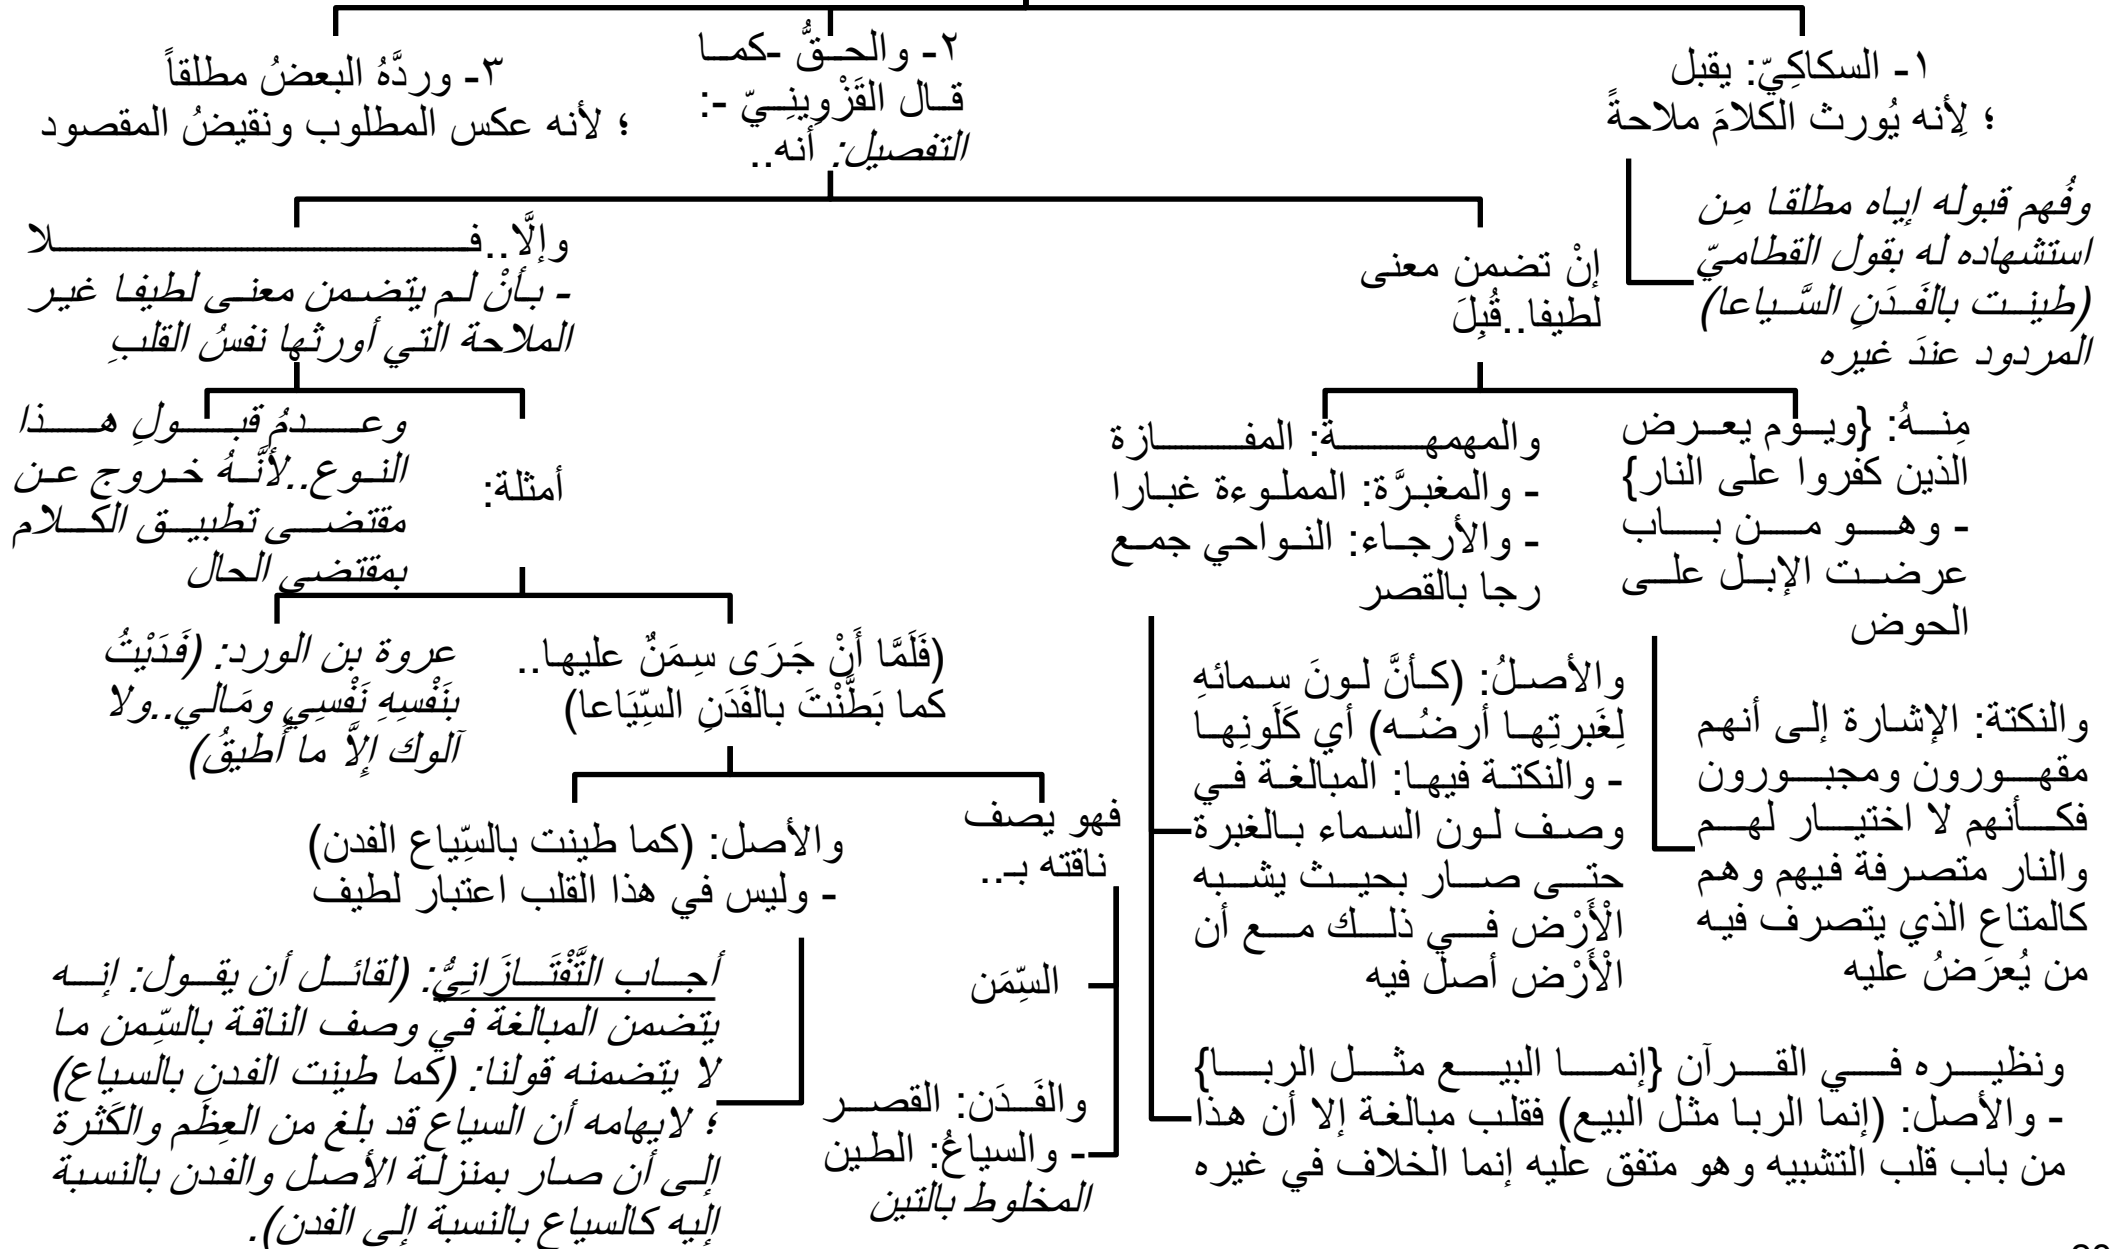 ١- السكاكِيّ: يقبل
؛ لِأنه يُورث الكلامَ ملاحةً
وفُهم قبوله إياه مطلقا مِن
استشهاده له بقول القطاميّ
(طينت بالفَدَنِ السَّياعا)
المردود عندَ غيره
٢- والحقُّ -كما
قال القَزْوِينِيّ -:
التفصيل: أنه..
إنْ تضمن معنى
لطيفا..قُبِلَ
مِنهُ: {ويوم يعرض
الذين كفروا على النار}
- وهو من باب
عرضت الإبل على
الحوض
والنكتة: الإشارة إلى أنهم
مقهورون ومجبورون
فكأنهم لا اختيار لهم
والنار متصرفة فيهم وهم
كالمتاع الذي يتصرف فيه
من يُعرَضُ عليه
والمهمهة: المفازة
- والمغبرَّة: المملوءة غبارا
- والأرجاء: النواحي جمع
رجا بالقصر
والأصلُ: (كأنَّ لونَ سمائهِ
لِغَبرتِها أرضُه) أي كَلَونِها
- والنكتة فيها: المبالغة في
وصف لون السماء بالغبرة
حتى صار بحيث يشبه
الْأَرْض في ذلك مع أن
الْأَرْض أصل فيه
ونظيره في القرآن {إنما البيع مثل الربا}
- والأصل: (إنما الربا مثل البيع) فقلب مبالغة إلا أن هذا
من باب قلب التشبيه وهو متفق عليه إنما الخلاف في غيره
وإلَّا..فلا
- بأنْ لم يتضمن معنى لطيفا غير
الملاحة التي أورثها نفسُ القلبِ
أمثلة:
(فَلَمَّا أَنْ جَرَى سِمَنٌ عليها..
كما بَطَّنْتَ بالفَدَنِ السِّيَاعا)
فهو يصف
ناقته بـ..
السِّمَن
والفَدَن: القصر
- والسياعُ: الطين
المخلوط بالتبن
والأصل: (كما طينت بالسِّياع الفدن)
- وليس في هذا القلب اعتبار لطيف
أجاب التَّفْتَازَانِيُّ: (لقائل أن يقول: إنه
يتضمن المبالغة في وصف الناقة بالسِّمن ما
لا يتضمنه قولنا: (كما طينت الفدن بالسياع)
؛ لايهامه أن السياع قد بلغ من العِظَم والكَثرة
إلى أن صار بمنزلة الأصل والفدن بالنسبة
إليه كالسياع بالنسبة إلى الفدن).
عروة بن الورد: (فَدَيْتُ
بنَفْسِهِ نَفْسِي ومَالي..ولا
آلوك إلَّا ما أُطيقُ)
وعدمُ قبولِ هذا
النوع..لأنَّهُ خروج عن
مقتضى تطبيق الكلام
بمقتضى الحال
٣- وردَّهُ البعضُ مطلقاً
؛ لأنه عكس المطلوب ونقيضُ المقصود